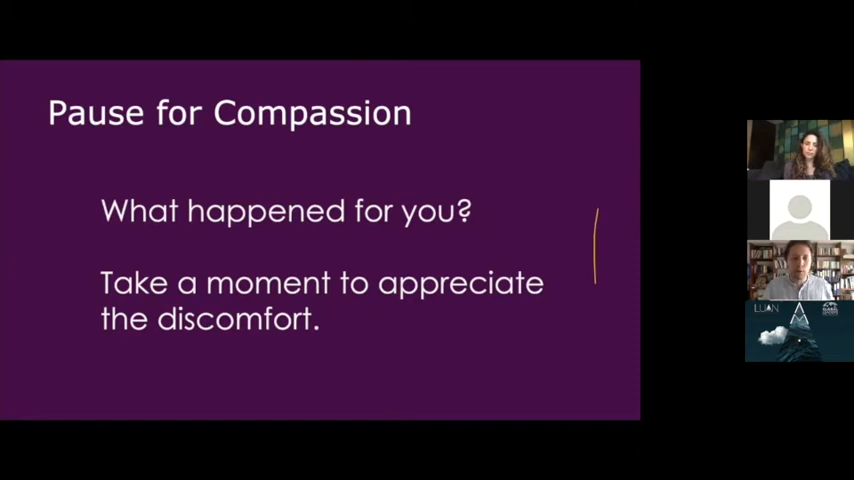 Pause for Compassion
What happened for you?
Take a moment to appreciate
the discomfort.
LUAN